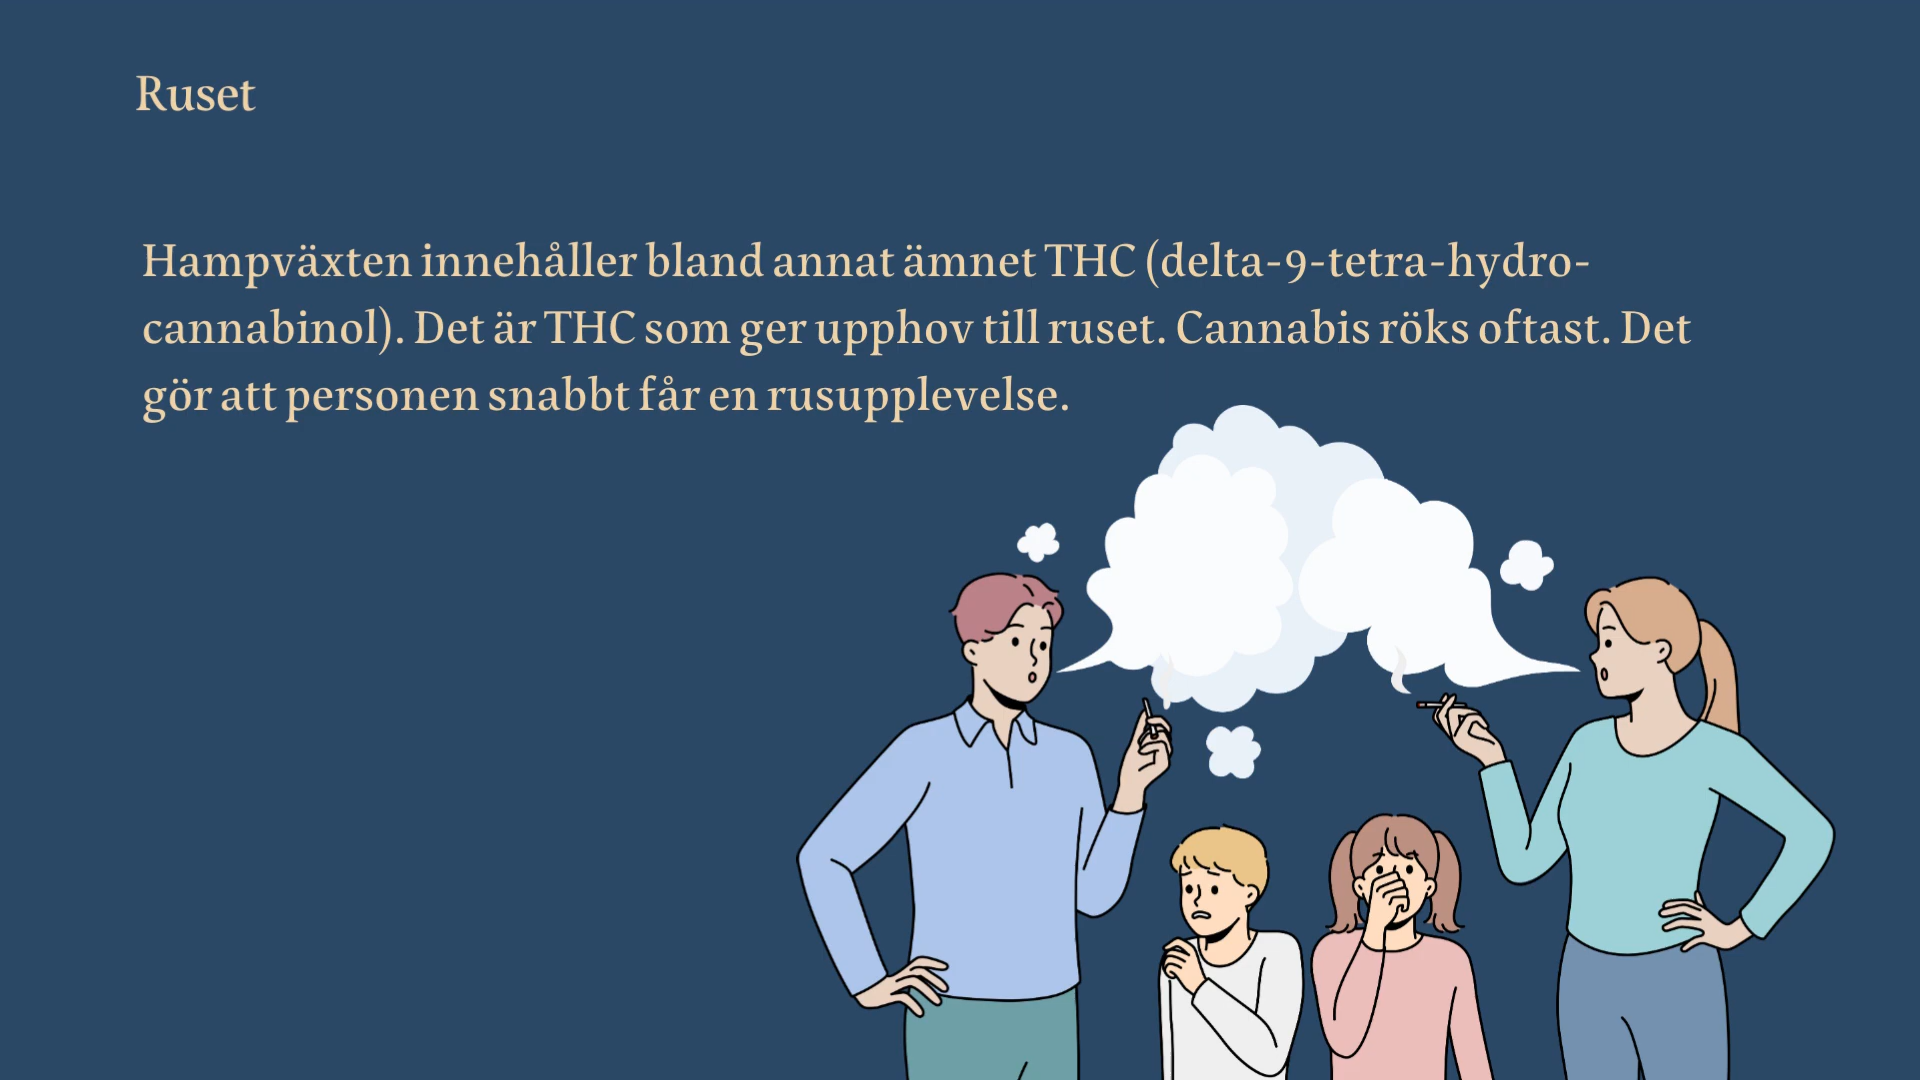 Ruset
Hampväxten innehåller bland annat ämnet THC (delta-9-tetra-hydro-
cannabinol). Det är THC som ger upphov till ruset. Cannabis röks oftast. Det
gör att personen snabbt får en rusupplevelse.